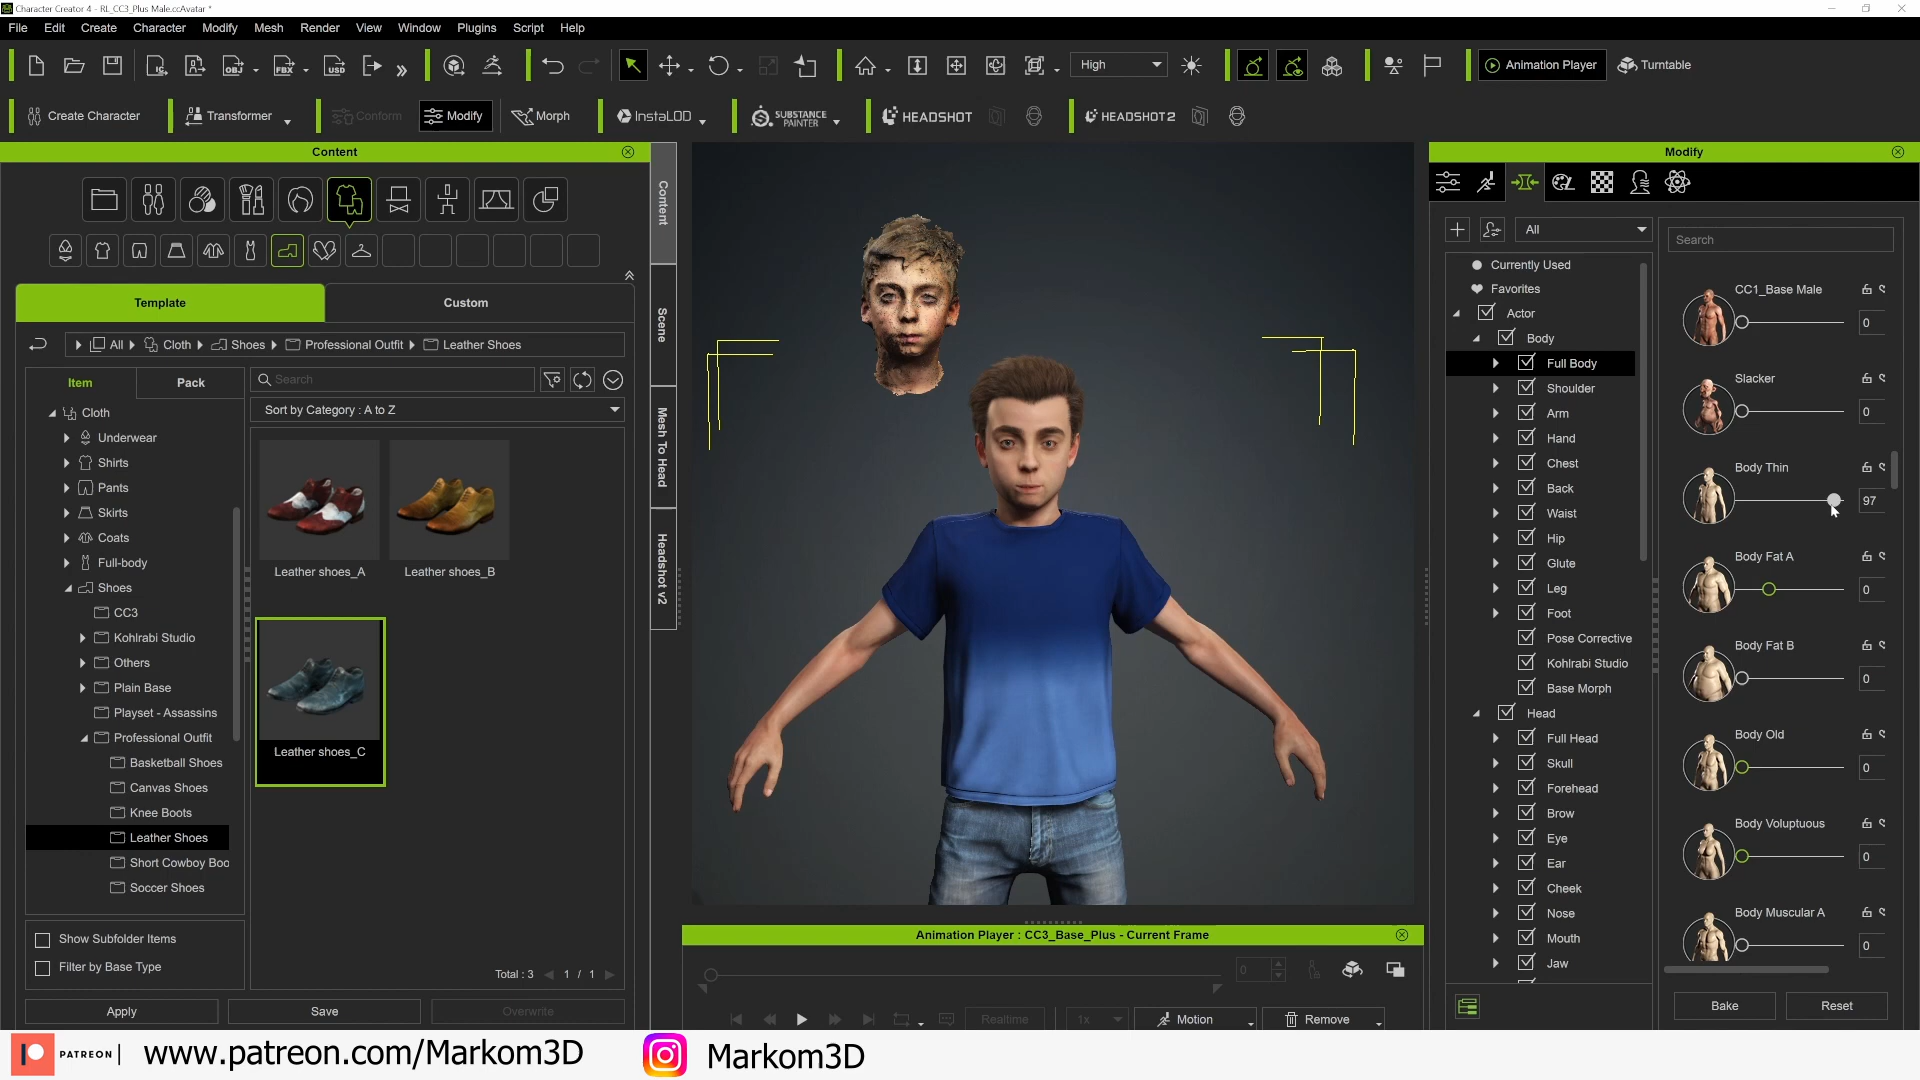 Character Creator 4 - RL_CC3_Plus Male.ccAvatar *
File Edit Create Character Modify Mesh Render View Window Plugins Script Help
High Animation Player Turntable
Create Character Transformer Conform Modify Morph InstaLOD SUBSTANCE PAINTER HEADSHOT HEADSHOT2
Content
Template Custom
All Cloth Shoes Professional Outfit Leather Shoes
Item Pack
Search
Sort by Category : A to Z
Cloth
Underwear
Shirts
Pants
Skirts
Coats
Full-body
Shoes
CC3
Kohlrabi Studio
Others
Plain Base
Playset - Assassins
Professional Outfit
Basketball Shoes
Canvas Shoes
Knee Boots
Leather Shoes
Short Cowboy Boo
Soccer Shoes
Leather shoes_A
Leather shoes_B
Leather shoes_C
Show Subfolder Items
Filter by Base Type
Total : 3 1 / 1
Apply Save Overwrite
Content
Scene
Mesh To Head
Headshot v2
Animation Player : CC3_Base_Plus - Current Frame
0
Realtime 1x Motion Remove
Modify
All
Search
Currently Used
Favorites
Actor
Body
Full Body
Shoulder
Arm
Hand
Chest
Back
Waist
Hip
Glute
Leg
Foot
Pose Corrective
Kohlrabi Studio
Base Morph
Head
Full Head
Skull
Forehead
Brow
Eye
Ear
Cheek
Nose
Mouth
Jaw
CC1_Base Male
0
Slacker
0
Body Thin
97
Body Fat A
0
Body Fat B
0
Body Old
0
Body Voluptuous
0
Body Muscular A
0
Bake Reset
PATREON | www.patreon.com/Markom3D Markom3D